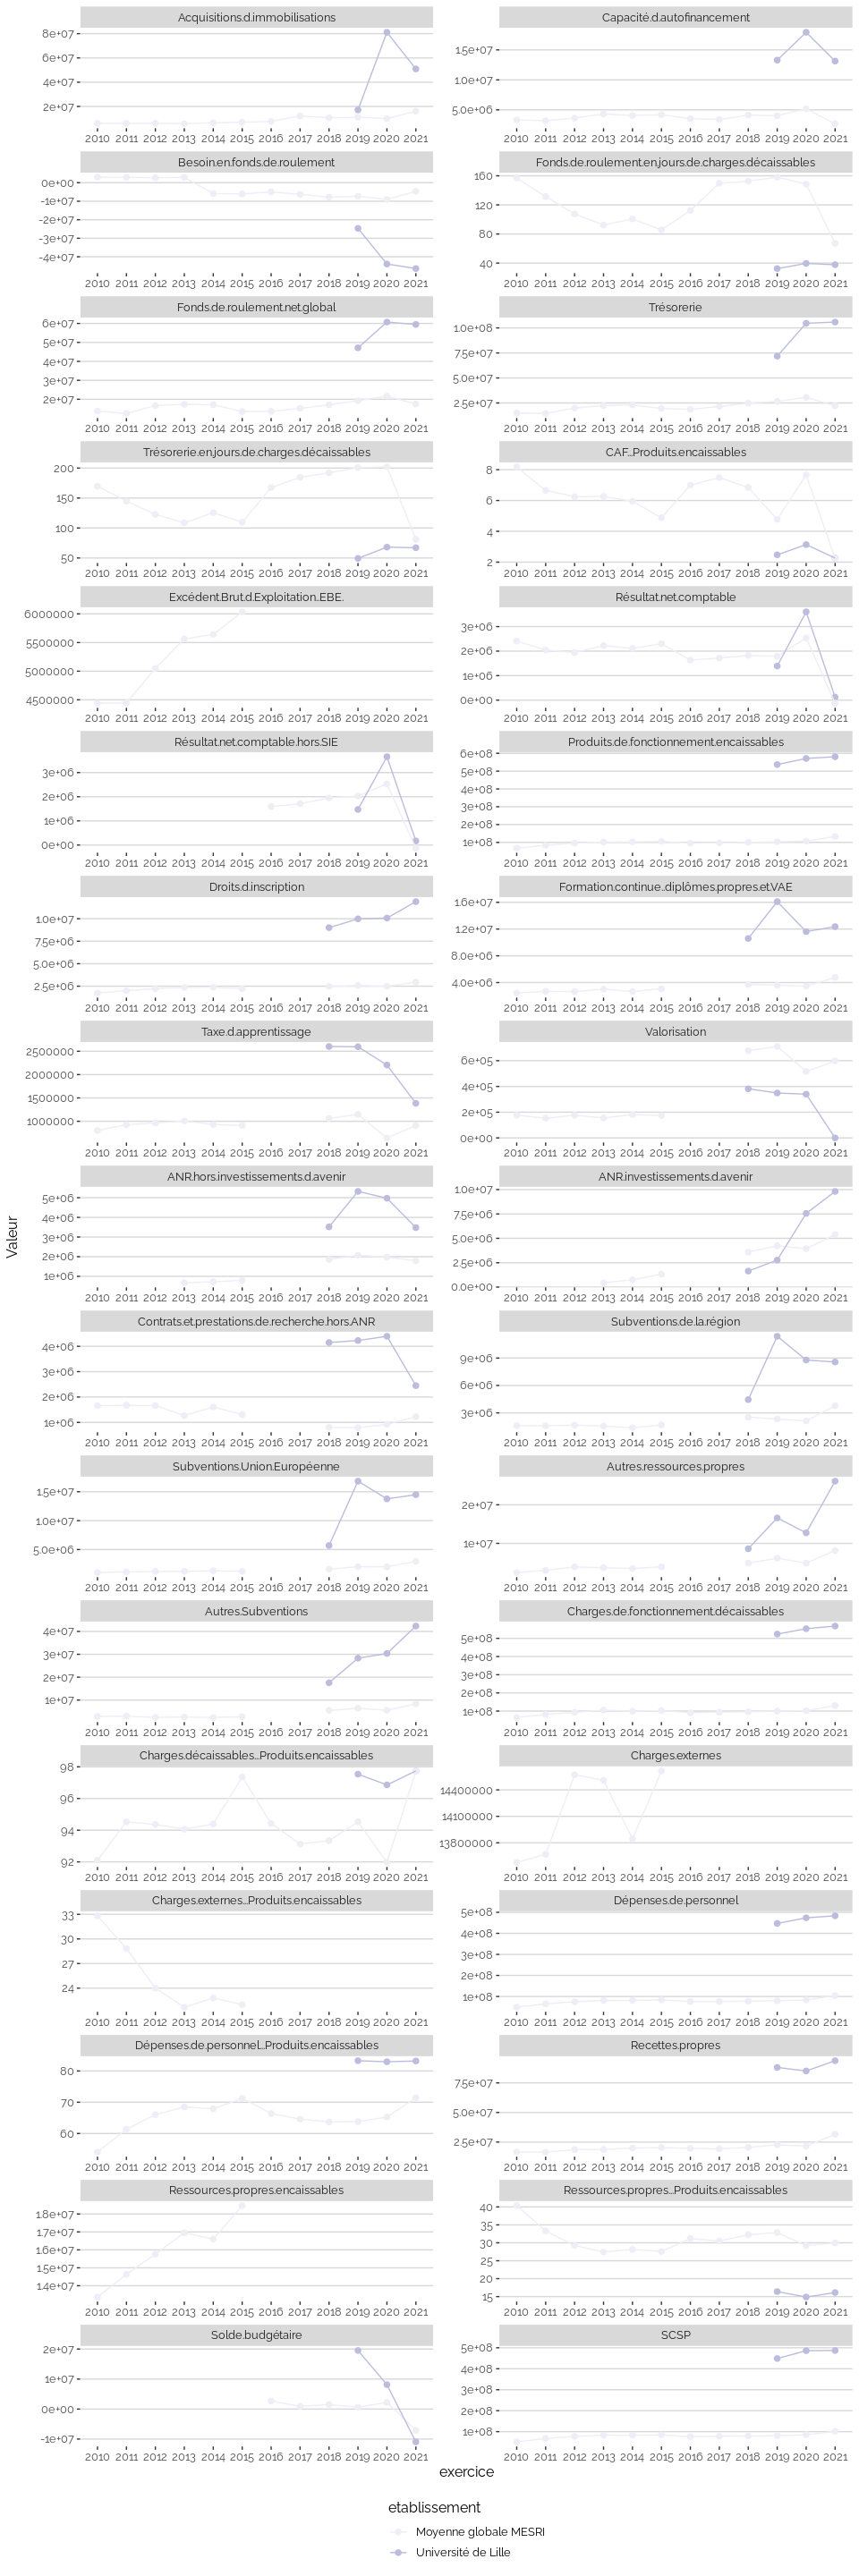 Valeur
Acquisitions.d.immobilisations
8e+07
6e+07
4e+07
2e+07
2010 2011 2012 2013 2014 2015 2016 2017 2018 2019 2020 2021
Capacité.d.autofinancement
1.5e+07
1.0e+07
5.0e+06
2010 2011 2012 2013 2014 2015 2016 2017 2018 2019 2020 2021
Besoin.en.fonds.de.roulement
0e+00
-1e+07
-2e+07
-3e+07
-4e+07
2010 2011 2012 2013 2014 2015 2016 2017 2018 2019 2020 2021
Fonds.de.roulement.en.jours.de.charges.décaissables
160
120
80
40
2010 2011 2012 2013 2014 2015 2016 2017 2018 2019 2020 2021
Fonds.de.roulement.net.global
6e+07
5e+07
4e+07
3e+07
2e+07
2010 2011 2012 2013 2014 2015 2016 2017 2018 2019 2020 2021
Trésorerie
1.0e+08
7.5e+07
5.0e+07
2.5e+07
2010 2011 2012 2013 2014 2015 2016 2017 2018 2019 2020 2021
Trésorerie.en.jours.de.charges.décaissables
200
150
100
50
2010 2011 2012 2013 2014 2015 2016 2017 2018 2019 2020 2021
CAF...Produits.encaissables
8
6
4
2
2010 2011 2012 2013 2014 2015 2016 2017 2018 2019 2020 2021
Excédent.Brut.d.Exploitation..EBE.
6000000
5500000
5000000
4500000
2010 2011 2012 2013 2014 2015 2016 2017 2018 2019 2020 2021
Résultat.net.comptable
3e+06
2e+06
1e+06
0e+00
2010 2011 2012 2013 2014 2015 2016 2017 2018 2019 2020 2021
Résultat.net.comptable.hors.SIE
3e+06
2e+06
1e+06
0e+00
2010 2011 2012 2013 2014 2015 2016 2017 2018 2019 2020 2021
Produits.de.fonctionnement.encaissables
6e+08
5e+08
4e+08
3e+08
2e+08
1e+08
2010 2011 2012 2013 2014 2015 2016 2017 2018 2019 2020 2021
Droits.d.inscription
1.0e+07
7.5e+06
5.0e+06
2.5e+06
2010 2011 2012 2013 2014 2015 2016 2017 2018 2019 2020 2021
Formation.continue..diplômes.propres.et.VAE
1.6e+07
1.2e+07
8.0e+06
4.0e+06
2010 2011 2012 2013 2014 2015 2016 2017 2018 2019 2020 2021
Taxe.d.apprentissage
2500000
2000000
1500000
1000000
2010 2011 2012 2013 2014 2015 2016 2017 2018 2019 2020 2021
Valorisation
6e+05
4e+05
2e+05
0e+00
2010 2011 2012 2013 2014 2015 2016 2017 2018 2019 2020 2021
ANR.hors.investissements.d.avenir
5e+06
4e+06
3e+06
2e+06
1e+06
2010 2011 2012 2013 2014 2015 2016 2017 2018 2019 2020 2021
ANR.investissements.d.avenir
1.0e+07
7.5e+06
5.0e+06
2.5e+06
0.0e+00
2010 2011 2012 2013 2014 2015 2016 2017 2018 2019 2020 2021
Contrats.et.prestations.de.recherche.hors.ANR
4e+06
3e+06
2e+06
1e+06
2010 2011 2012 2013 2014 2015 2016 2017 2018 2019 2020 2021
Subventions.de.la.région
9e+06
6e+06
3e+06
2010 2011 2012 2013 2014 2015 2016 2017 2018 2019 2020 2021
Subventions.Union.Européenne
1.5e+07
1.0e+07
5.0e+06
2010 2011 2012 2013 2014 2015 2016 2017 2018 2019 2020 2021
Autres.ressources.propres
2e+07
1e+07
2010 2011 2012 2013 2014 2015 2016 2017 2018 2019 2020 2021
Autres.Subventions
4e+07
3e+07
2e+07
1e+07
2010 2011 2012 2013 2014 2015 2016 2017 2018 2019 2020 2021
Charges.de.fonctionnement.décaissables
5e+08
4e+08
3e+08
2e+08
1e+08
2010 2011 2012 2013 2014 2015 2016 2017 2018 2019 2020 2021
Charges.décaissables...Produits.encaissables
98
96
94
92
2010 2011 2012 2013 2014 2015 2016 2017 2018 2019 2020 2021
Charges.externes
14400000
14100000
13800000
2010 2011 2012 2013 2014 2015 2016 2017 2018 2019 2020 2021
Charges.externes...Produits.encaissables
33
30
27
24
2010 2011 2012 2013 2014 2015 2016 2017 2018 2019 2020 2021
Dépenses.de.personnel
5e+08
4e+08
3e+08
2e+08
1e+08
2010 2011 2012 2013 2014 2015 2016 2017 2018 2019 2020 2021
Dépenses.de.personnel...Produits.encaissables
80
70
60
2010 2011 2012 2013 2014 2015 2016 2017 2018 2019 2020 2021
Recettes.propres
7.5e+07
5.0e+07
2.5e+07
2010 2011 2012 2013 2014 2015 2016 2017 2018 2019 2020 2021
Ressources.propres.encaissables
1.8e+07
1.7e+07
1.6e+07
1.5e+07
1.4e+07
2010 2011 2012 2013 2014 2015 2016 2017 2018 2019 2020 2021
Ressources.propres...Produits.encaissables
40
35
30
25
20
15
2010 2011 2012 2013 2014 2015 2016 2017 2018 2019 2020 2021
Solde.budgétaire
2e+07
1e+07
0e+00
-1e+07
2010 2011 2012 2013 2014 2015 2016 2017 2018 2019 2020 2021
SCSP
5e+08
4e+08
3e+08
2e+08
1e+08
2010 2011 2012 2013 2014 2015 2016 2017 2018 2019 2020 2021
exercice
etablissement
Moyenne globale MESRI
Université de Lille